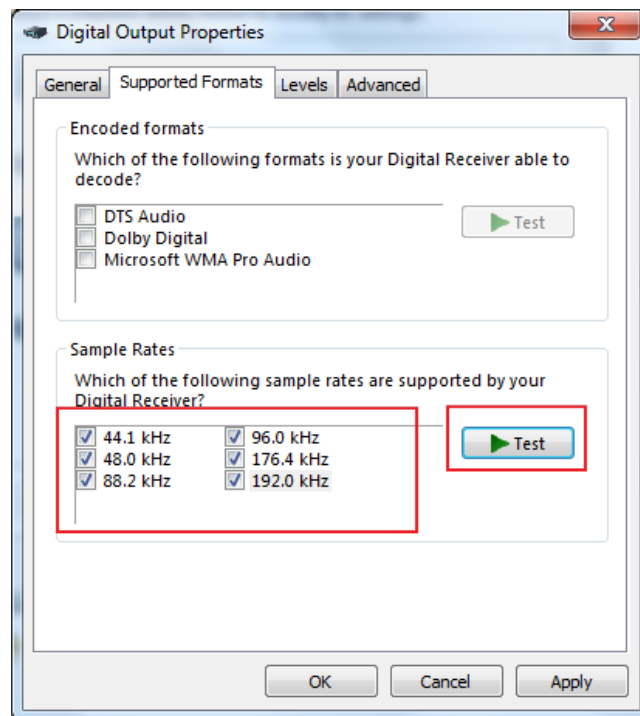 Digital Output Properties
General Supported Formats Levels Advanced
Encoded formats
Which of the following formats is your Digital Receiver able to
decode?
DTS Audio
Dolby Digital
Microsoft WMA Pro Audio
Test
Sample Rates
Which of the following sample rates are supported by your
Digital Receiver?
44.1 kHz 96.0 kHz
48.0 kHz 176.4 kHz
88.2 kHz 192.0 kHz
Test
OK Cancel Apply